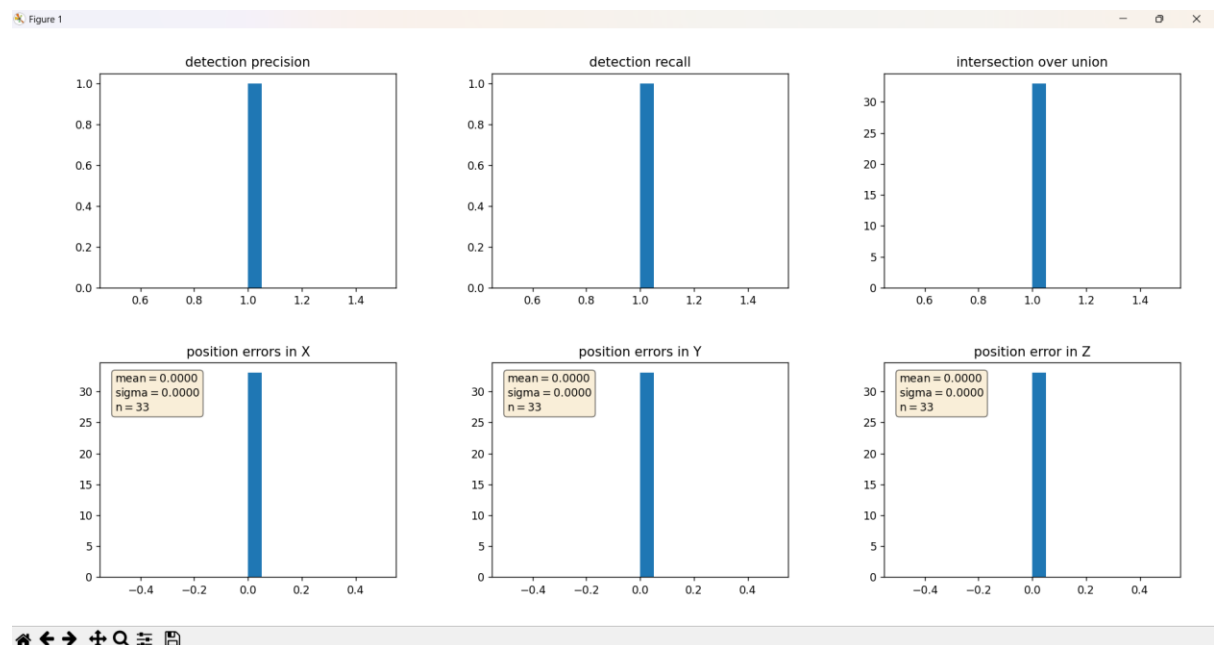 Figure 1
detection precision
1.0
0.8
0.6
0.4
0.2
0.0
0.6 0.8 1.0 1.2 1.4
detection recall
1.0
0.8
0.6
0.4
0.2
0.0
0.6 0.8 1.0 1.2 1.4
intersection over union
30
25
20
15
10
5
0
0.6 0.8 1.0 1.2 1.4
position errors in X
mean = 0.0000
sigma = 0.0000
n = 33
30
25
20
15
10
5
0
−0.4 −0.2 0.0 0.2 0.4
position errors in Y
mean = 0.0000
sigma = 0.0000
n = 33
30
25
20
15
10
5
0
−0.4 −0.2 0.0 0.2 0.4
position error in Z
mean = 0.0000
sigma = 0.0000
n = 33
30
25
20
15
10
5
0
−0.4 −0.2 0.0 0.2 0.4